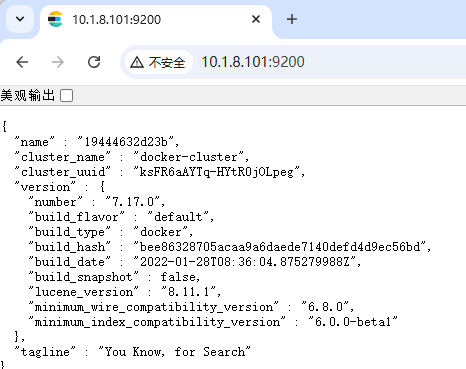 10.1.8.101:9200
不安全 10.1.8.101:9200
美观输出
{
"name" : "19444632d23b",
"cluster_name" : "docker-cluster",
"cluster_uuid" : "ksFR6aAYTq-HYtR0jOLpeg",
"version" : {
"number" : "7.17.0",
"build_flavor" : "default",
"build_type" : "docker",
"build_hash" : "bee86328705acaa9a6daede7140defd4d9ec56bd",
"build_date" : "2022-01-28T08:36:04.875279988Z",
"build_snapshot" : false,
"lucene_version" : "8.11.1",
"minimum_wire_compatibility_version" : "6.8.0",
"minimum_index_compatibility_version" : "6.0.0-beta1"
},
"tagline" : "You Know, for Search"
}